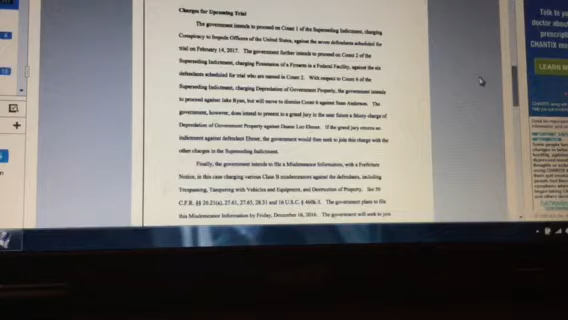 Charges for Upcoming Trial
The government intends to proceed on Count 1 of the Superseding Indictment, charging
Conspiracy to Impede Officers of the United States, against the seven defendants scheduled for
trial on February 14, 2017. The government further intends to proceed on Count 2 of the
Superseding Indictment, charging Possession of a Firearm in a Federal Facility, against the six
defendants scheduled for trial who are named in Count 2. With respect to Count 6 of the
Superseding Indictment, charging Depredation of Government Property, the government intends
to proceed against Jake Ryan, but will move to dismiss Count 6 against Sean Anderson. The
government, however, does intend to present to a grand jury in the near future a felony charge of
Depredation of Government Property against Duane Leo Ehmer. If the grand jury returns an
indictment against defendant Ehmer, the government would then seek to join this charge with the
other charges in the Superseding Indictment.
Finally, the government intends to file a Misdemeanor Information, with a Forfeiture
Notice, in this case charging various Class B misdemeanors against the defendants, including
Trespassing, Tampering with Vehicles and Equipment, and Destruction of Property. See 50
C.F.R. §§ 26.21(a), 27.61, 27.65, 28.31 and 16 U.S.C. § 460k-3. The government plans to file
this Misdemeanor Information by Friday, December 16, 2016. The government will seek to join
Talk to yo
doctor abou
prescripti
CHANTIX mo
LEARN M